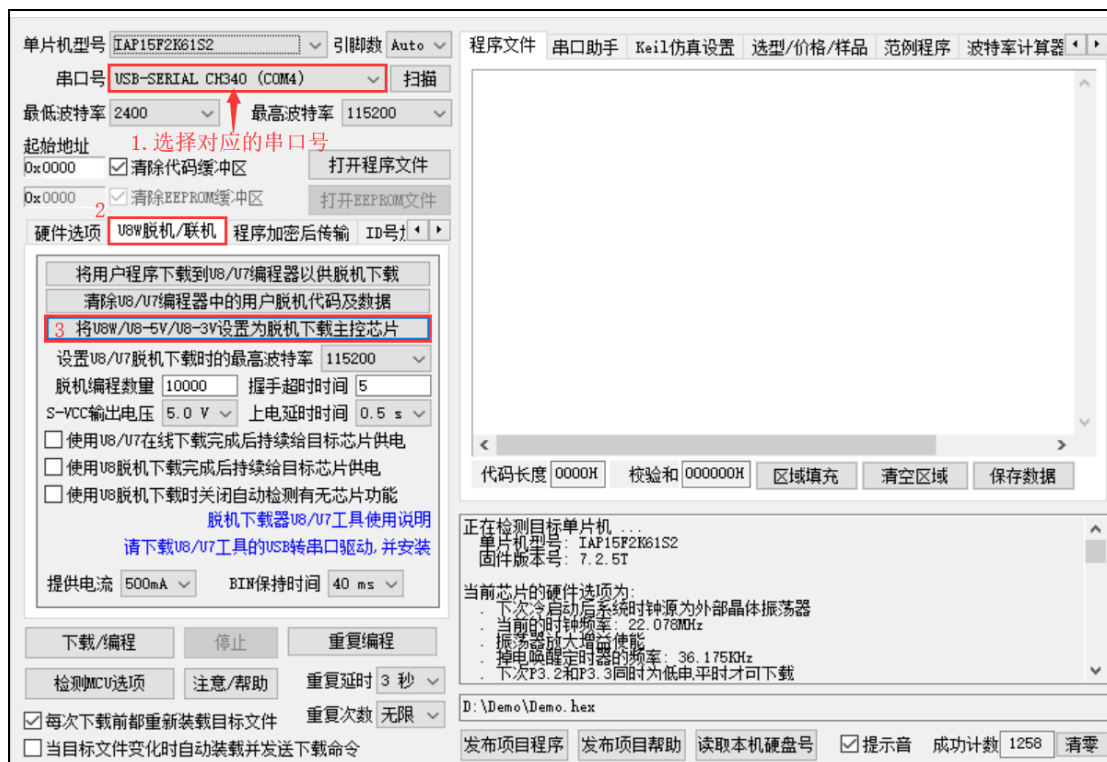 单片机型号 IAP15F2K61S2 引脚数 Auto
串口号 USB-SERIAL CH340 (COM4) 扫描
最低波特率 2400 最高波特率 115200
1.选择对应的串口号
起始地址
0x0000 清除代码缓冲区 打开程序文件
0x0000 清除EEPROM缓冲区 打开EEPROM文件
2
硬件选项 U8W脱机/联机 程序加密后传输 ID号
将用户程序下载到U8/U7编程器以供脱机下载
清除U8/U7编程器中的用户脱机代码及数据
3 将U8W/U8-5V/U8-3V设置为脱机下载主控芯片
设置U8/U7脱机下载时的最高波特率 115200
脱机编程数量 10000 握手超时时间 5
S-VCC输出电压 5.0 V 上电延时时间 0.5 s
使用U8/U7在线下载完成后持续给目标芯片供电
使用U8脱机下载完成后持续给目标芯片供电
使用U8脱机下载时关闭自动检测有无芯片功能
脱机下载器U8/U7工具使用说明
请下载U8/U7工具的USB转串口驱动,并安装
提供电流 500mA BIN保持时间 40 ms
下载/编程 停止 重复编程
检测MCU选项 注意/帮助 重复延时 3 秒
每次下载前都重新装载目标文件 重复次数 无限
当目标文件变化时自动装载并发送下载命令
程序文件 串口助手 Keil仿真设置 选型/价格/样品 范例程序 波特率计算器
代码长度 0000H 校验和 000000H 区域填充 清空区域 保存数据
正在检测目标单片机 ...
单片机型号: IAP15F2K61S2
固件版本号: 7.2.5T
当前芯片的硬件选项为:
. 下次冷启动后系统时钟源为外部晶体振荡器
. 当前的时钟频率: 22.078MHz
. 振荡器放大增益使能
. 掉电唤醒定时器的频率: 36.175KHz
. 下次P3.2和P3.3同时为低电平时才可下载
D:\Demo\Demo.hex
发布项目程序 发布项目帮助 读取本机硬盘号 提示音 成功计数 1258 清零